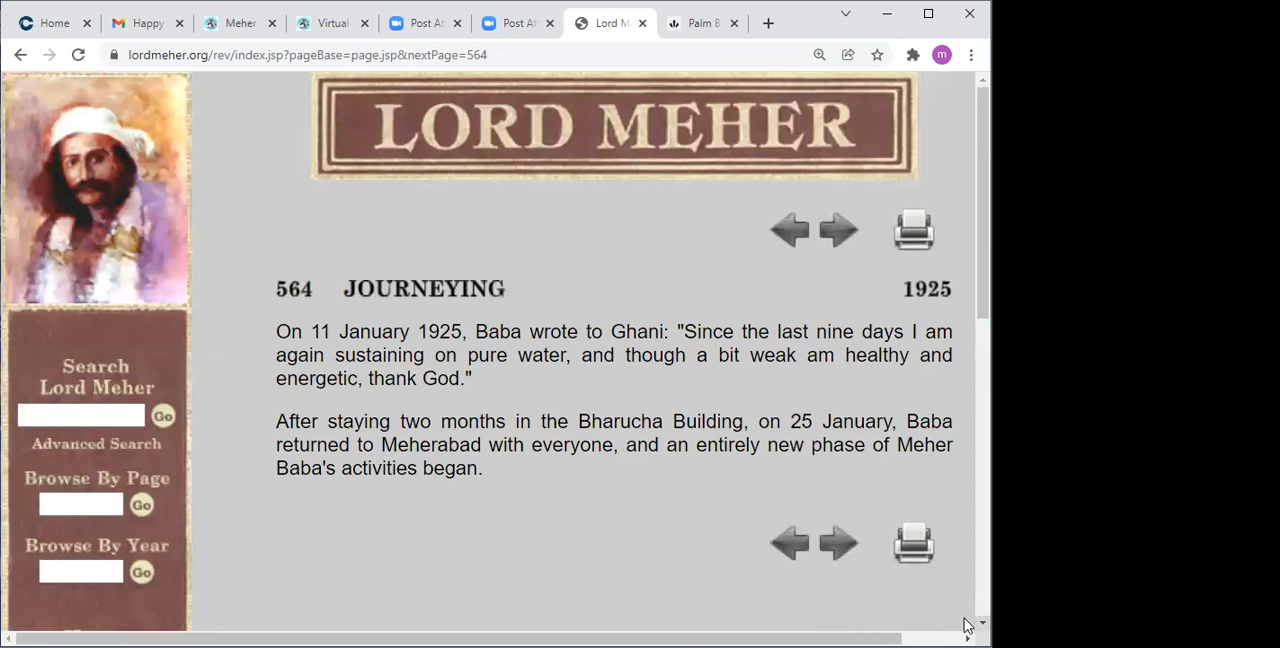 Home
Happy
Meher
Virtual
Post At
Post At
Lord M
Palm B
lordmeher.org/rev/index.jsp?pageBase=page.jsp&nextPage=564
m
LORD MEHER
564 JOURNEYING 1925
On 11 January 1925, Baba wrote to Ghani: "Since the last nine days I am
again sustaining on pure water, and though a bit weak am healthy and
energetic, thank God."
After staying two months in the Bharucha Building, on 25 January, Baba
returned to Meherabad with everyone, and an entirely new phase of Meher
Baba's activities began.
Search
Lord Meher
Go
Advanced Search
Browse By Page
Go
Browse By Year
Go